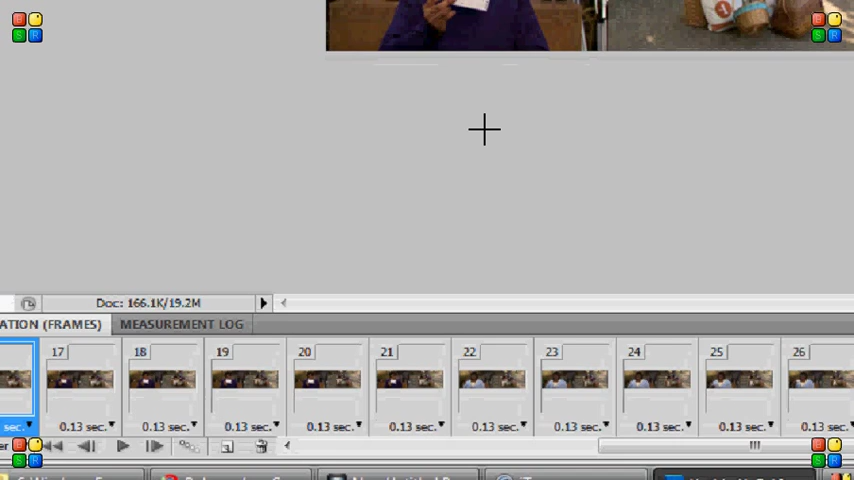 B S R
B S R
Doc: 166.1K/19.2M
ATION (FRAMES) MEASUREMENT LOG
17 18 19 20 21 22 23 24 25 26
sec. 0.13 sec. 0.13 sec. 0.13 sec. 0.13 sec. 0.13 sec. 0.13 sec. 0.13 sec. 0.13 sec. 0.13 sec. 0.13 sec.
B S R
B S R